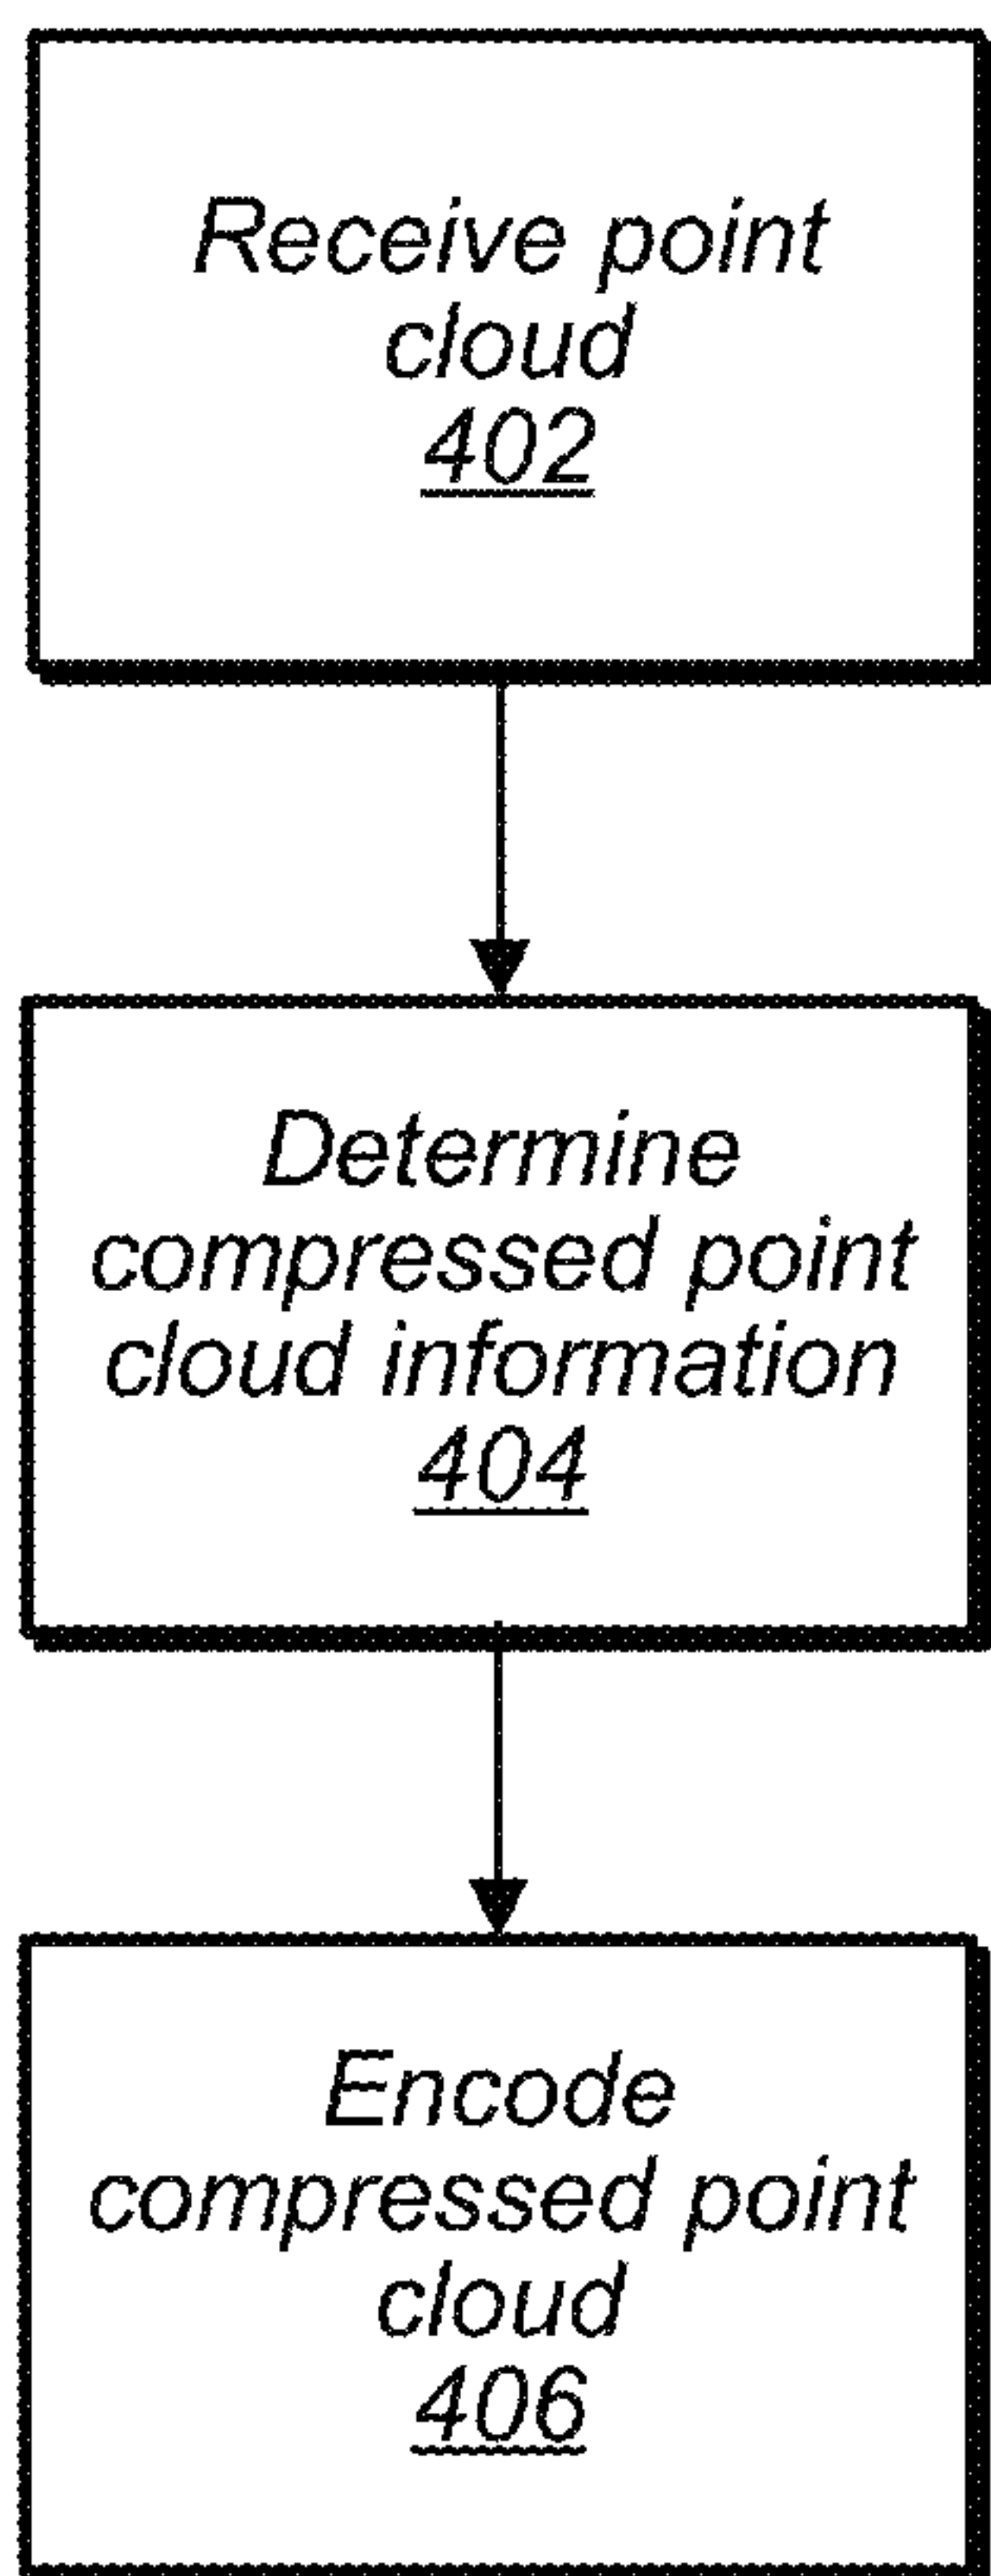 Receive point
cloud
402
Determine
compressed point
cloud information
404
Encode
compressed point
cloud
406